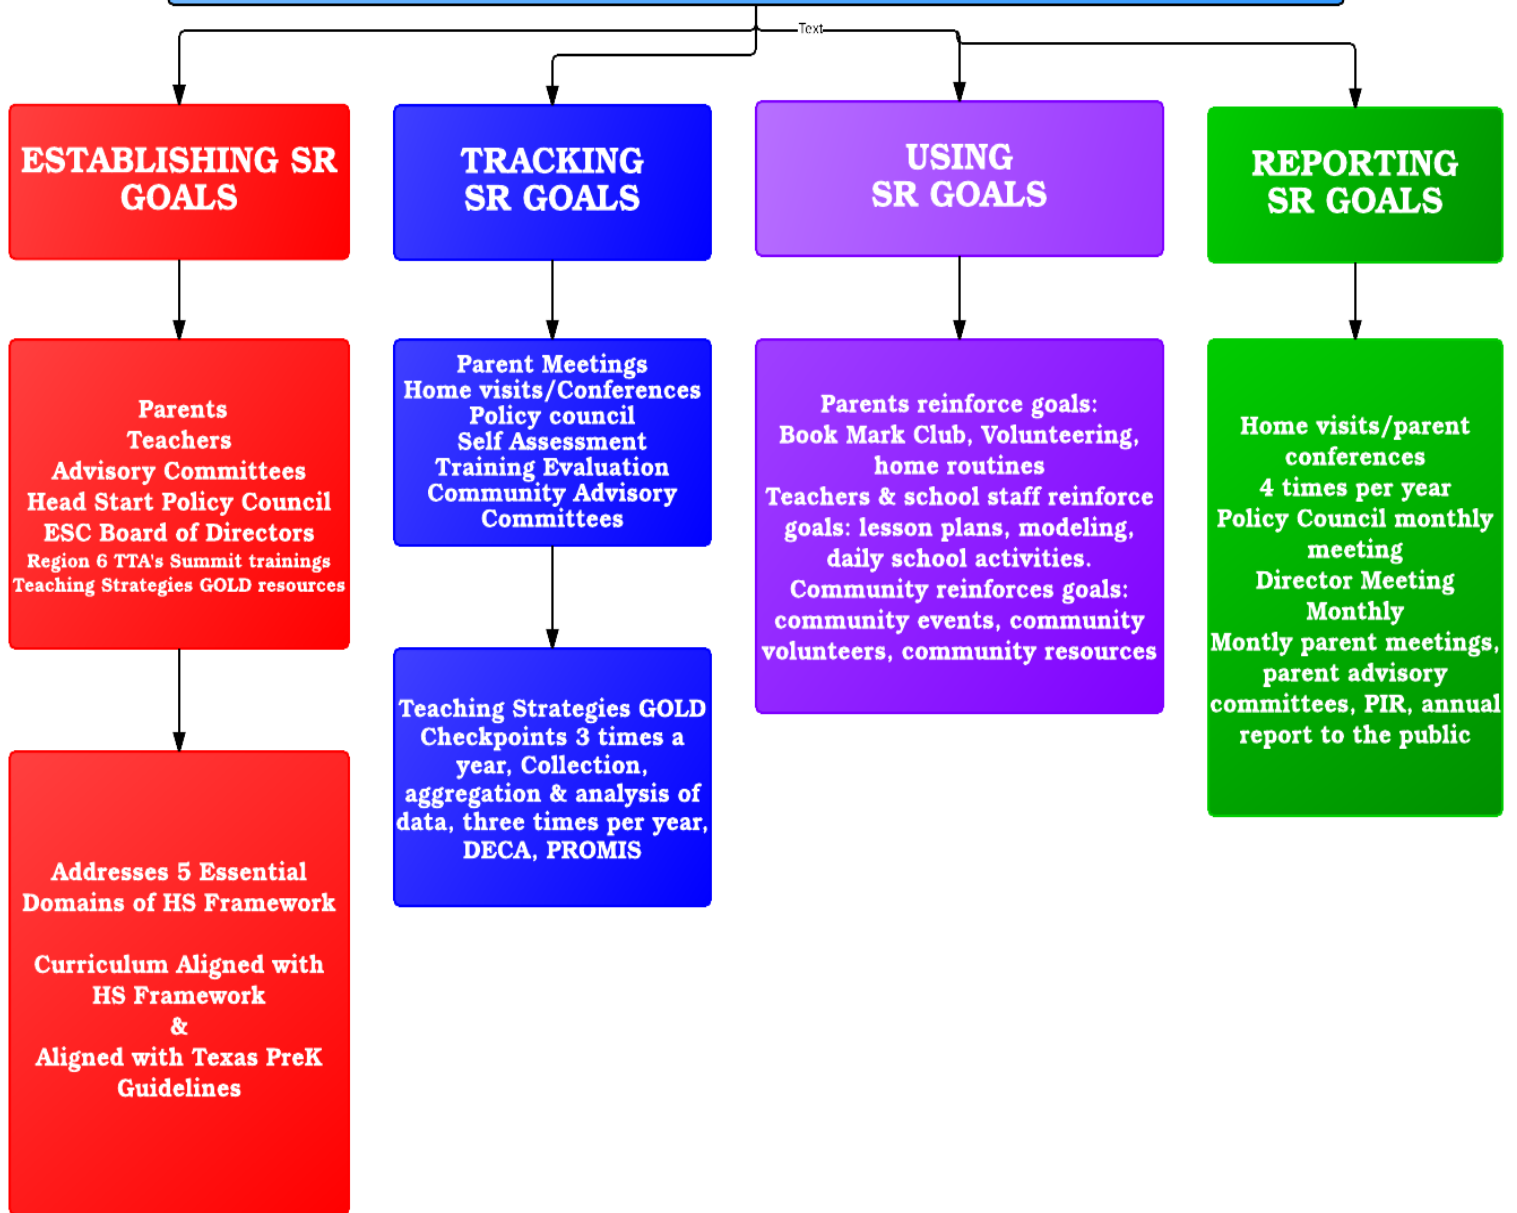 Text
ESTABLISHING SR
GOALS
TRACKING
SR GOALS
USING
SR GOALS
REPORTING
SR GOALS
Parents
Teachers
Advisory Committees
Head Start Policy Council
ESC Board of Directors
Region 6 TTA's Summit trainings
Teaching Strategies GOLD resources
Parent Meetings
Home visits/Conferences
Policy council
Self Assessment
Training Evaluation
Community Advisory
Committees
Parents reinforce goals:
Book Mark Club, Volunteering,
home routines
Teachers & school staff reinforce
goals: lesson plans, modeling,
daily school activities.
Community reinforces goals:
community events, community
volunteers, community resources
Home visits/parent
conferences
4 times per year
Policy Council monthly
meeting
Director Meeting
Monthly
Montly parent meetings,
parent advisory
committees, PIR, annual
report to the public
Teaching Strategies GOLD
Checkpoints 3 times a
year, Collection,
aggregation & analysis of
data, three times per year,
DECA, PROMIS
Addresses 5 Essential
Domains of HS Framework
Curriculum Aligned with
HS Framework
&
Aligned with Texas PreK
Guidelines